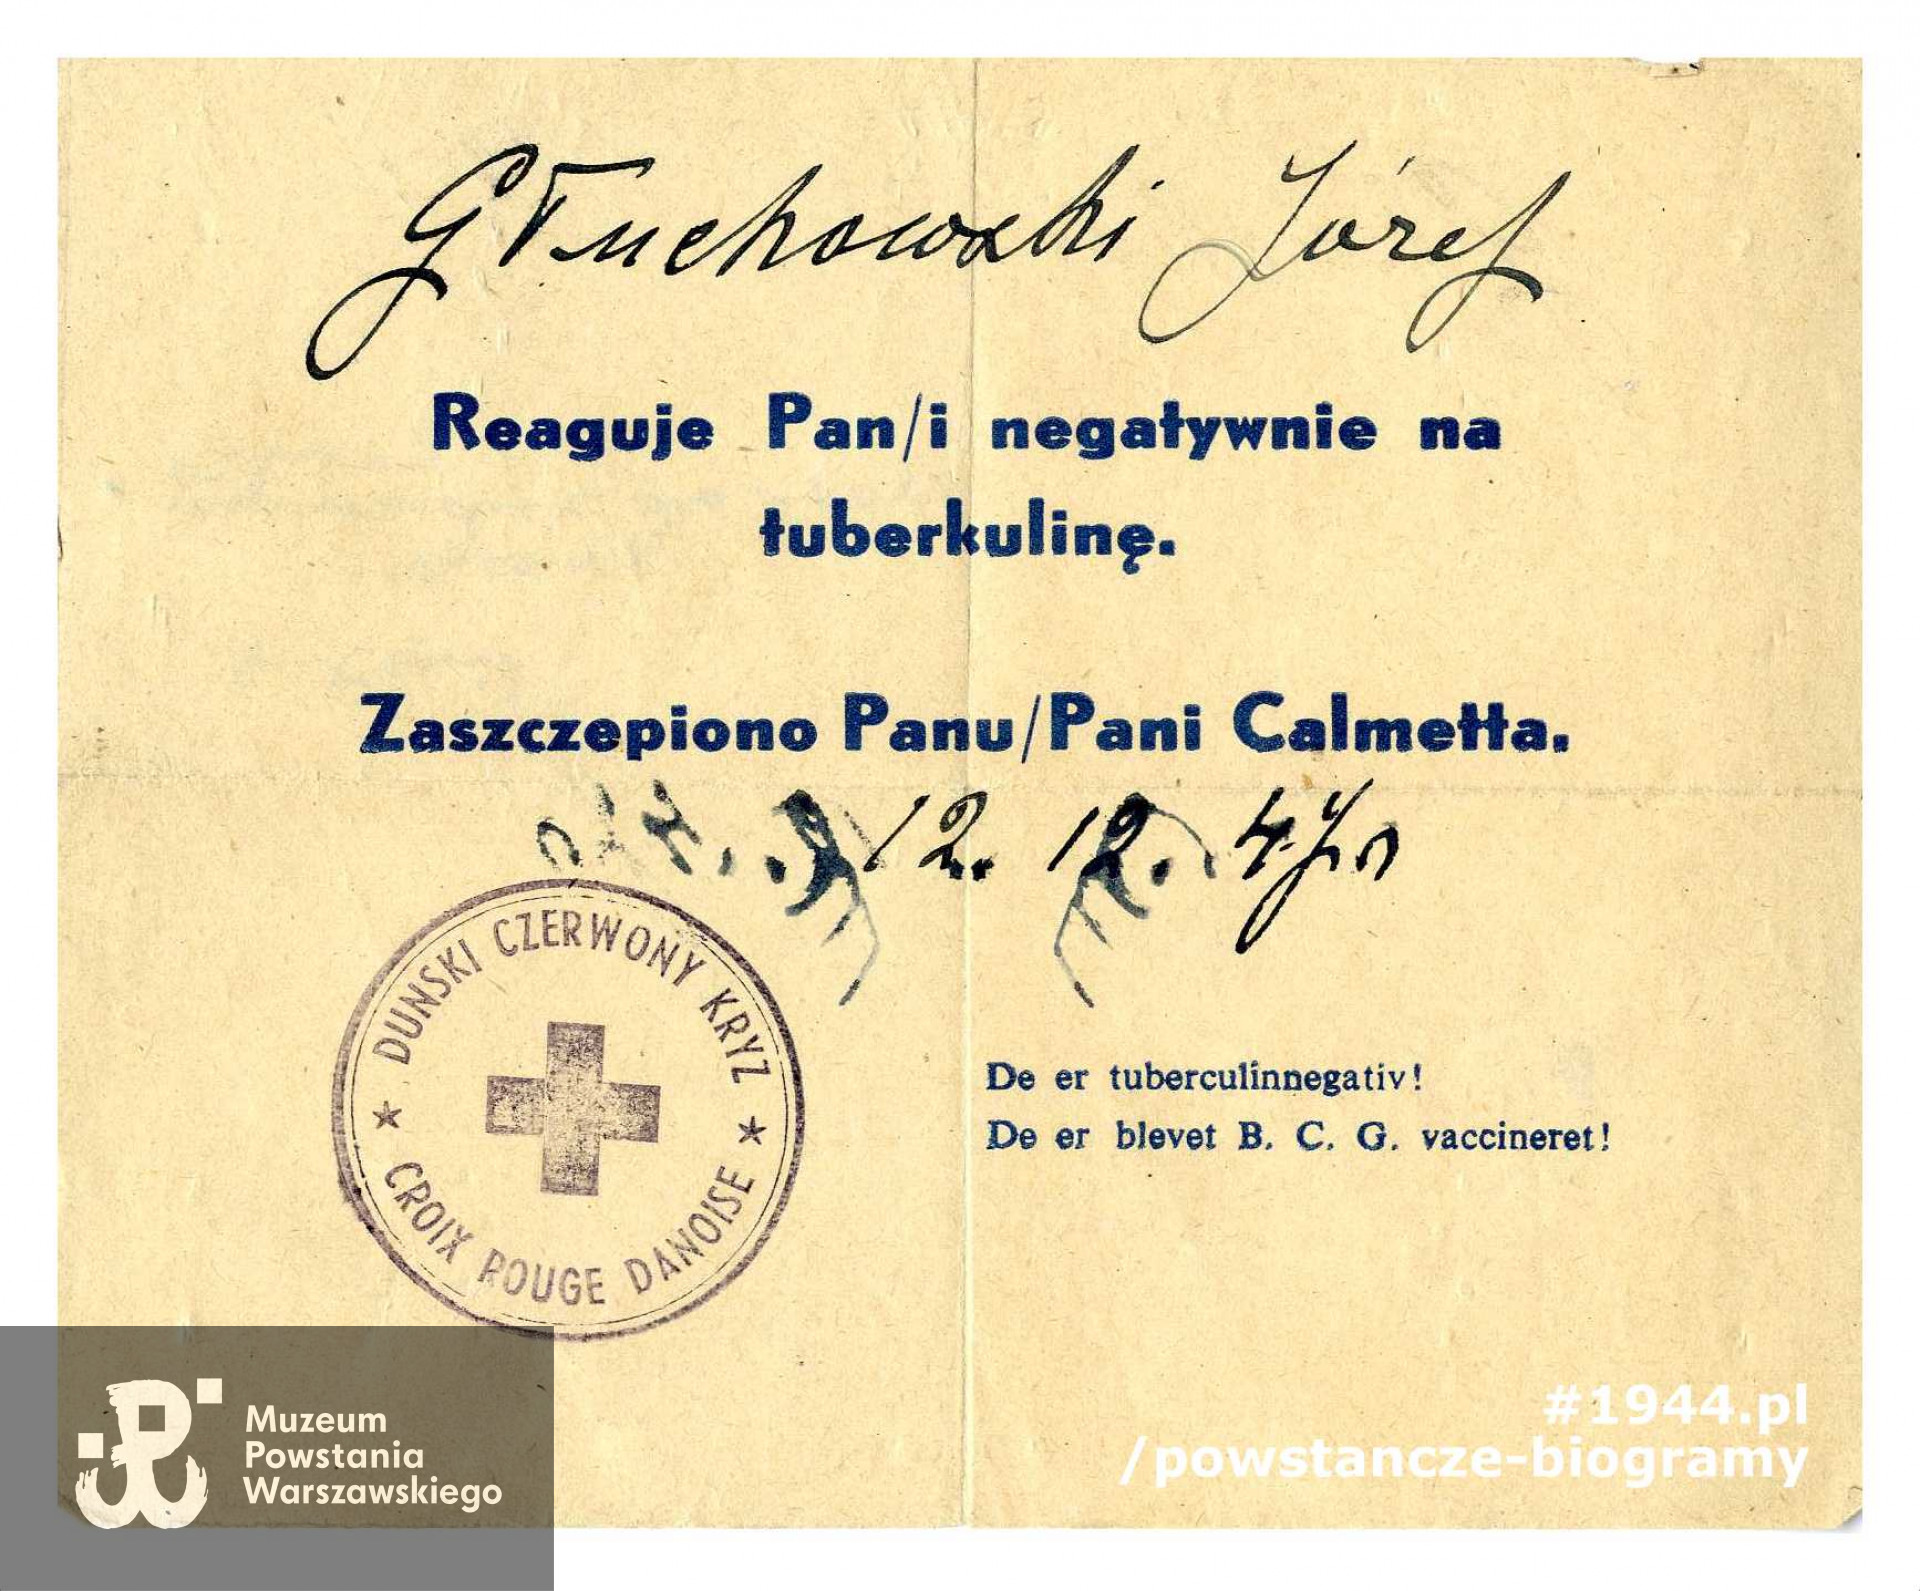 Głuchowski Józef
Reaguje Pan/i negatywnie na
tuberkulinę.
Zaszczepiono Panu/Pani Calmetta.
12. 12. 47r
DUNSKI CZERWONY KRYZ
CROIX ROUGE DANOISE
De er tuberculinnegativ!
De er blevet B. C. G. vaccineret!
Muzeum
Powstania
Warszawskiego
#1944.pl
/powstancze-biogramy